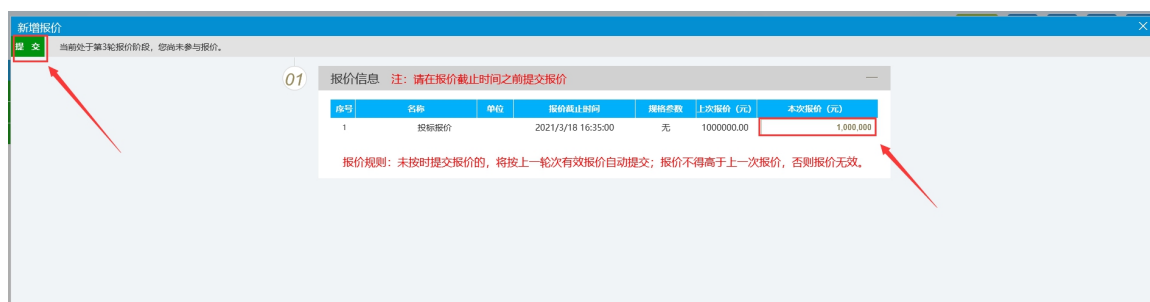 新增报价
提 交 当前处于第3轮报价阶段，您尚未参与报价。
01 报价信息 注：请在报价截止时间之前提交报价
序号 名称 单位 报价截止时间 规格参数 上次报价（元） 本次报价（元）
1 投标报价 2021/3/18 16:35:00 无 1000000.00 1,000,000
报价规则：未按时提交报价的，将按上一轮次有效报价自动提交；报价不得高于上一次报价，否则报价无效。